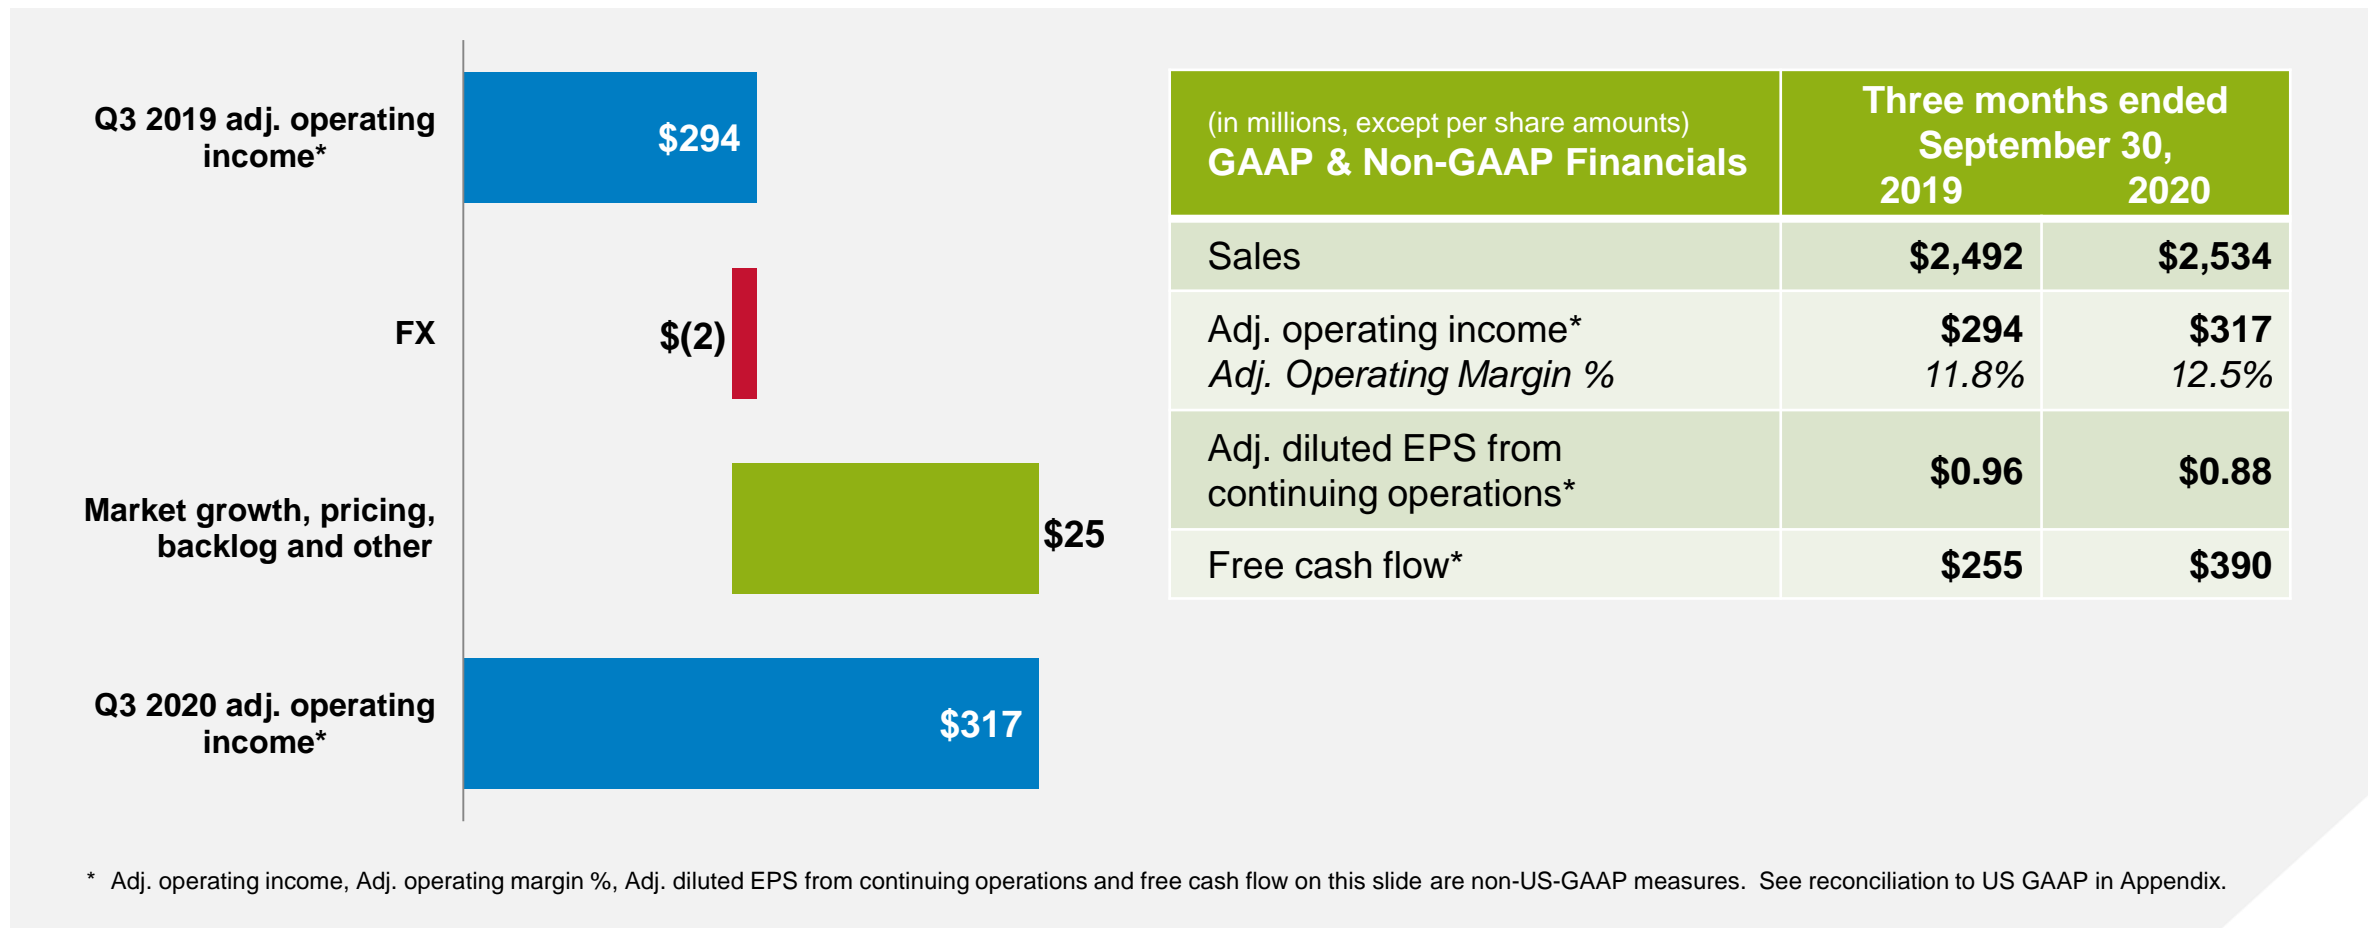 Q3 2019 adj. operating
income*
$294
FX
$(2)
Market growth, pricing,
backlog and other
$25
Q3 2020 adj. operating
income*
$317
(in millions, except per share amounts)
GAAP & Non-GAAP Financials
Three months ended
September 30,
2019 2020
Sales $2,492 $2,534
Adj. operating income* $294 $317
Adj. Operating Margin % 11.8% 12.5%
Adj. diluted EPS from
continuing operations* $0.96 $0.88
Free cash flow* $255 $390
* Adj. operating income, Adj. operating margin %, Adj. diluted EPS from continuing operations and free cash flow on this slide are non-US-GAAP measures. See reconciliation to US GAAP in Appendix.